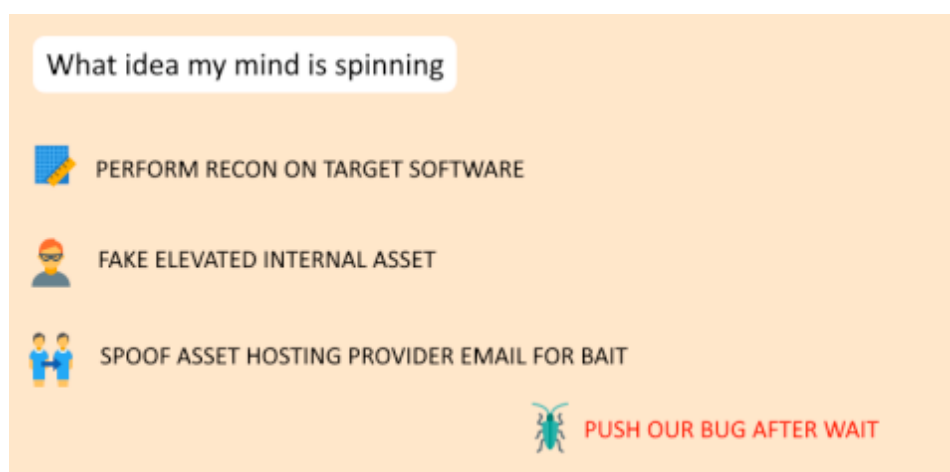 What idea my mind is spinning
PERFORM RECON ON TARGET SOFTWARE
FAKE ELEVATED INTERNAL ASSET
SPOOF ASSET HOSTING PROVIDER EMAIL FOR BAIT
PUSH OUR BUG AFTER WAIT